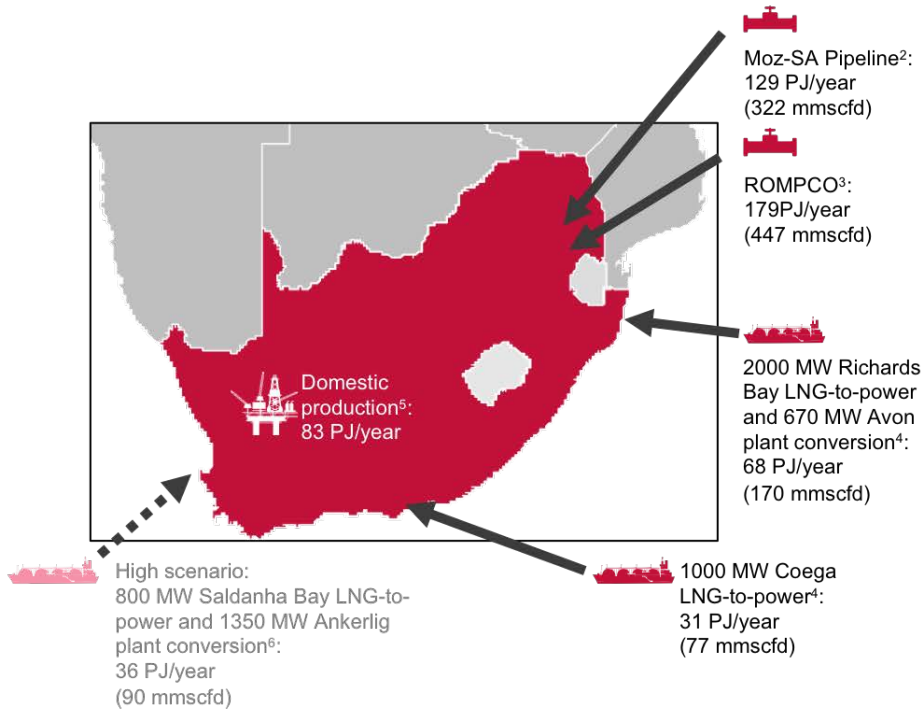 Moz-SA Pipeline²:
129 PJ/year
(322 mmscfd)
ROMPCO³:
179PJ/year
(447 mmscfd)
2000 MW Richards
Bay LNG-to-power
and 670 MW Avon
plant conversion⁴:
68 PJ/year
(170 mmscfd)
Domestic
production⁵:
83 PJ/year
1000 MW Coega
LNG-to-power⁴:
31 PJ/year
(77 mmscfd)
High scenario:
800 MW Saldanha Bay LNG-to-
power and 1350 MW Ankerlig
plant conversion⁶:
36 PJ/year
(90 mmscfd)